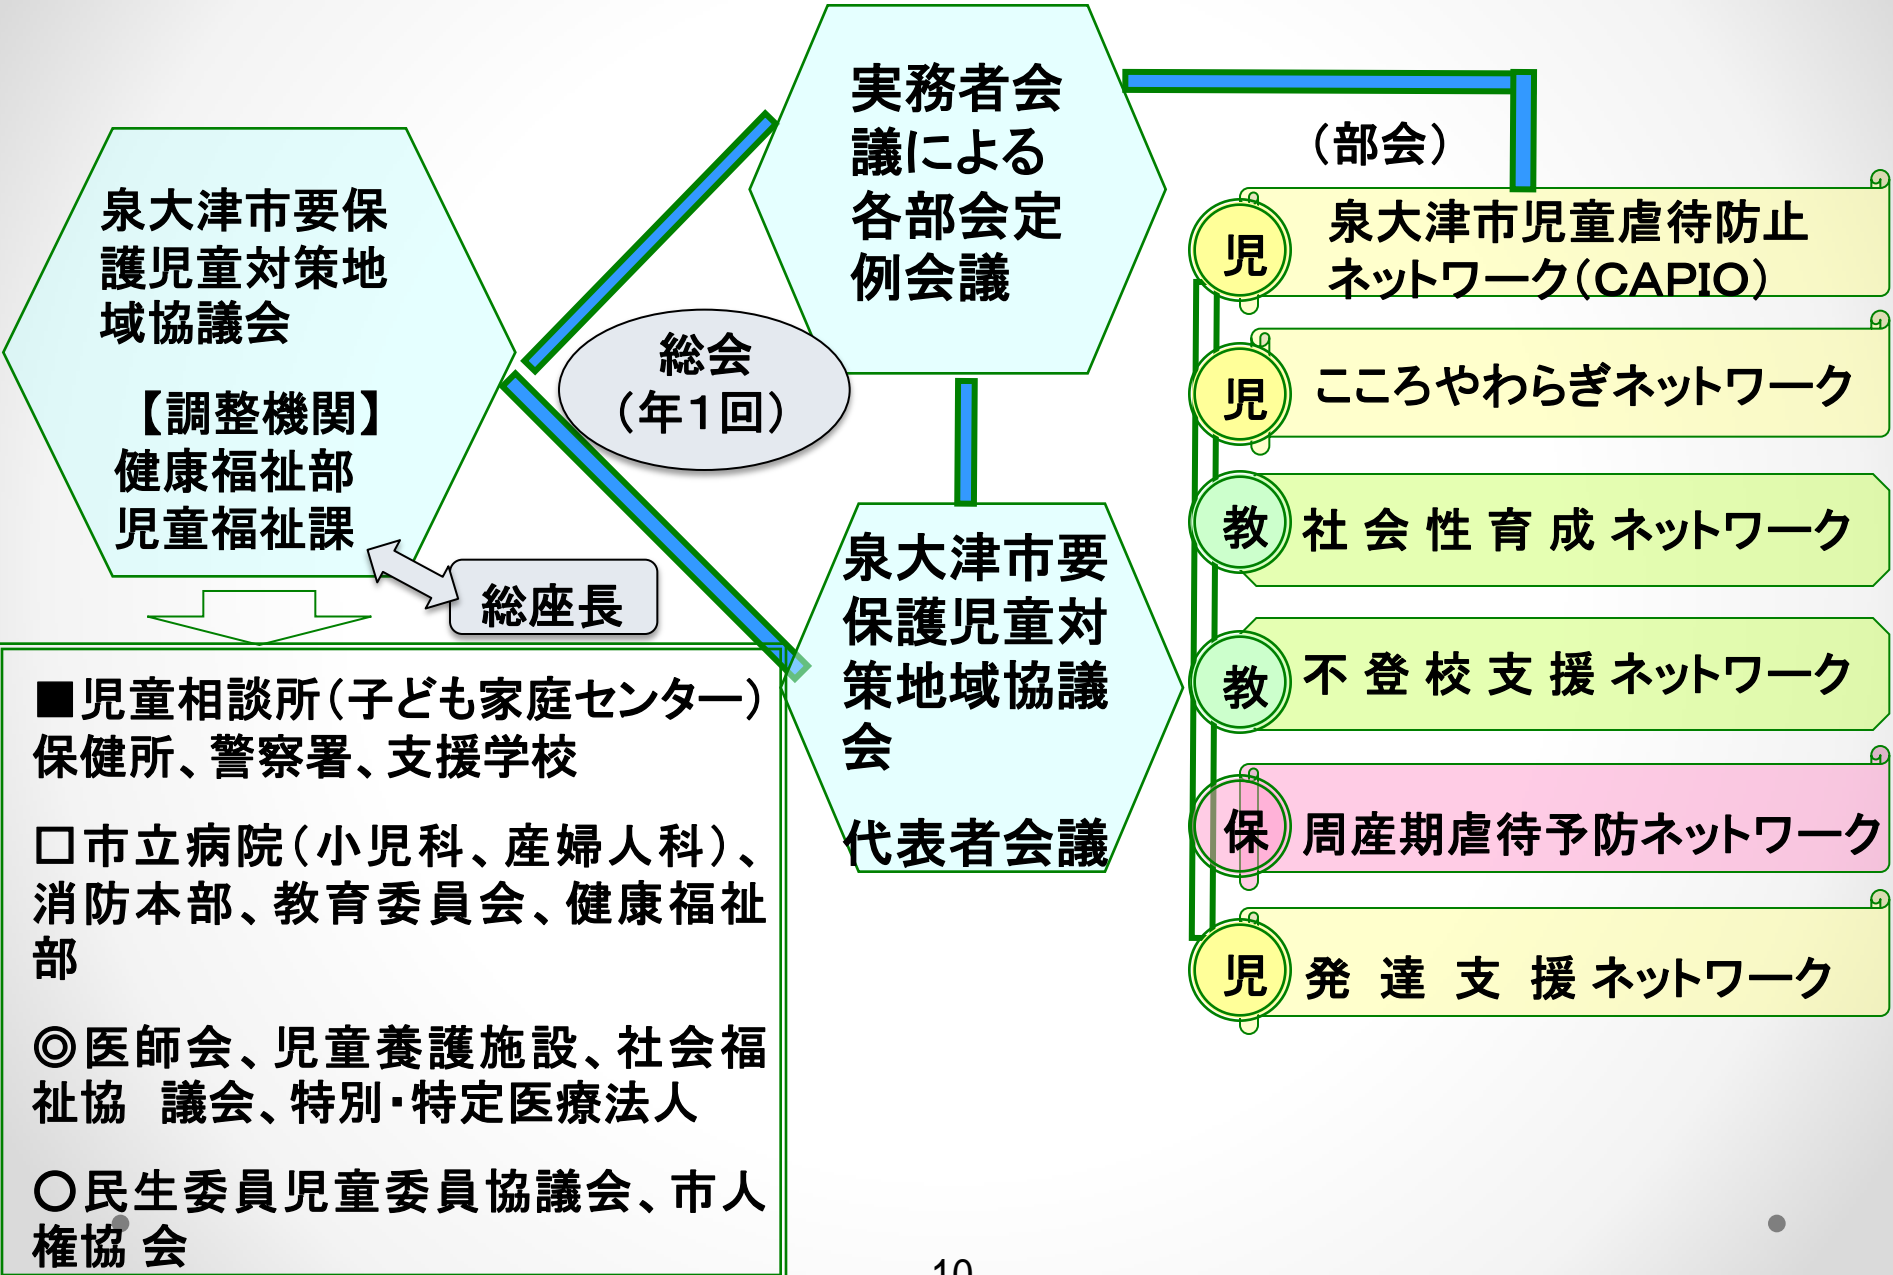 泉大津市要保
護児童対策地
域協議会
【調整機関】
健康福祉部
児童福祉課
総座長
総会
（年１回）
実務者会
議による
各部会定
例会議
泉大津市要
保護児童対
策地域協議
会
代表者会議
（部会）
児
泉大津市児童虐待防止
ネットワーク（CAPIO）
児
こころやわらぎネットワーク
教
社 会 性 育 成 ネットワーク
教
不 登 校 支 援 ネットワーク
保
周産期虐待予防ネットワーク
児
発 達 支 援 ネットワーク
■児童相談所（子ども家庭センター）
保健所、警察署、支援学校
□市立病院（小児科、産婦人科）、
消防本部、教育委員会、健康福祉
部
◎医師会、児童養護施設、社会福
祉協　議会、特別・特定医療法人
○民生委員児童委員協議会、市人
権協 会
10